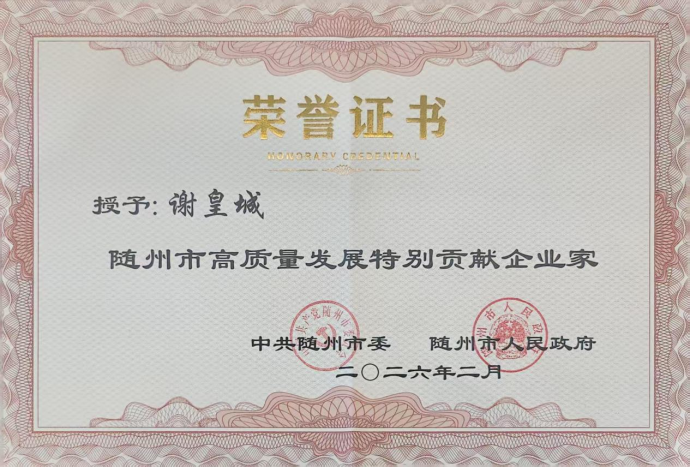 荣誉证书
HONORARY CREDENTIAL
授予: 谢皇城
随州市高质量发展特别贡献企业家
中共随州市委 随州市人民政府
二〇二六年二月